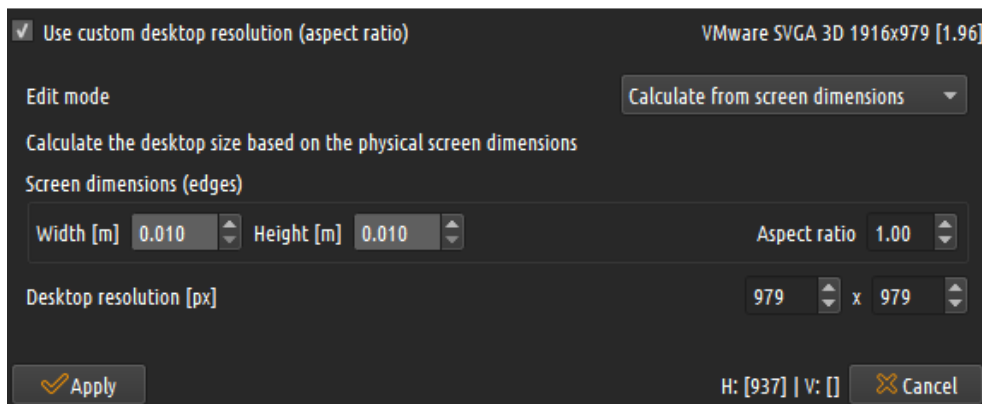 Use custom desktop resolution (aspect ratio) VMware SVGA 3D 1916x979 [1.96]
Edit mode Calculate from screen dimensions
Calculate the desktop size based on the physical screen dimensions
Screen dimensions (edges)
Width [m] 0.010 Height [m] 0.010 Aspect ratio 1.00
Desktop resolution [px] 979 x 979
Apply H: [937] | V: [] Cancel